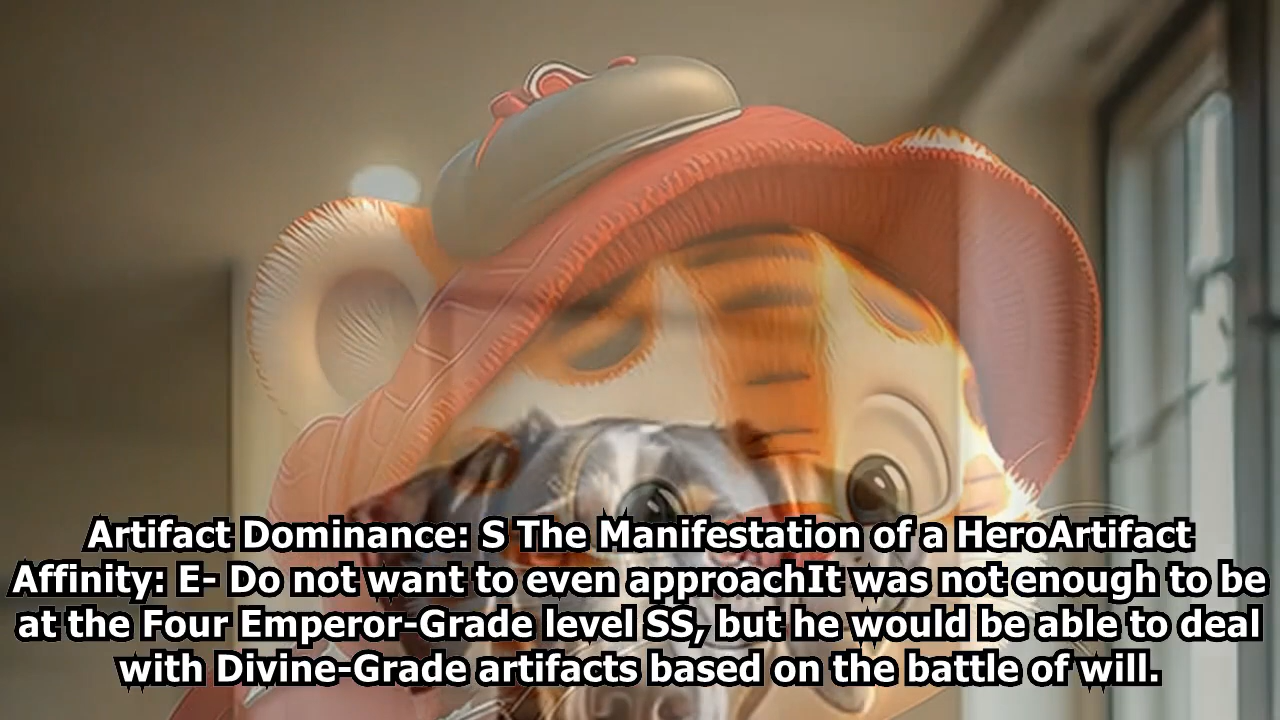 Artifact Dominance: S The Manifestation of a HeroArtifact
Affinity: E- Do not want to even approachIt was not enough to be
at the Four Emperor-Grade level SS, but he would be able to deal
with Divine-Grade artifacts based on the battle of will.